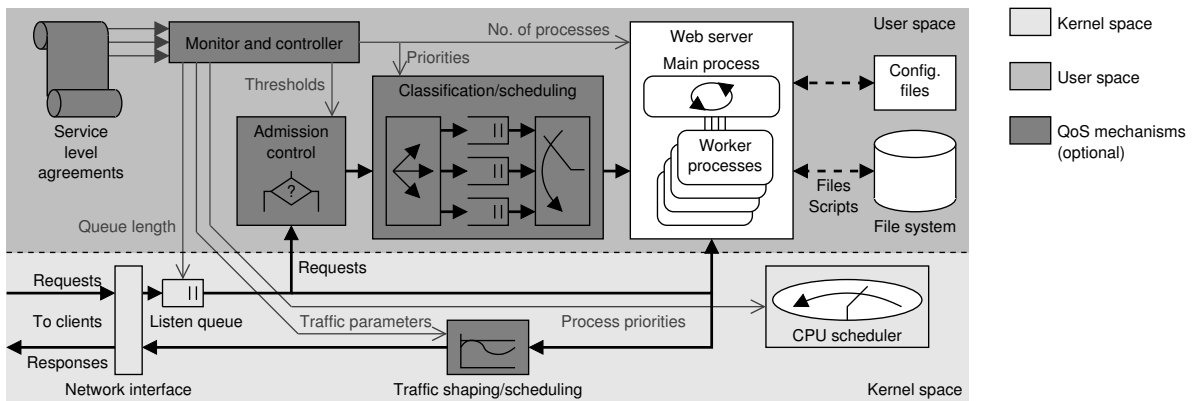 Monitor and controller
No. of processes
Web server
User space
Main process
Priorities
Thresholds
Classification/scheduling
Config.
files
Service
level
agreements
Admission
control
?
Worker
processes
Files
Scripts
File system
Queue length
Requests
Requests
To clients
Listen queue
Traffic parameters
Process priorities
CPU scheduler
Responses
Network interface
Traffic shaping/scheduling
Kernel space
Kernel space
User space
QoS mechanisms
(optional)